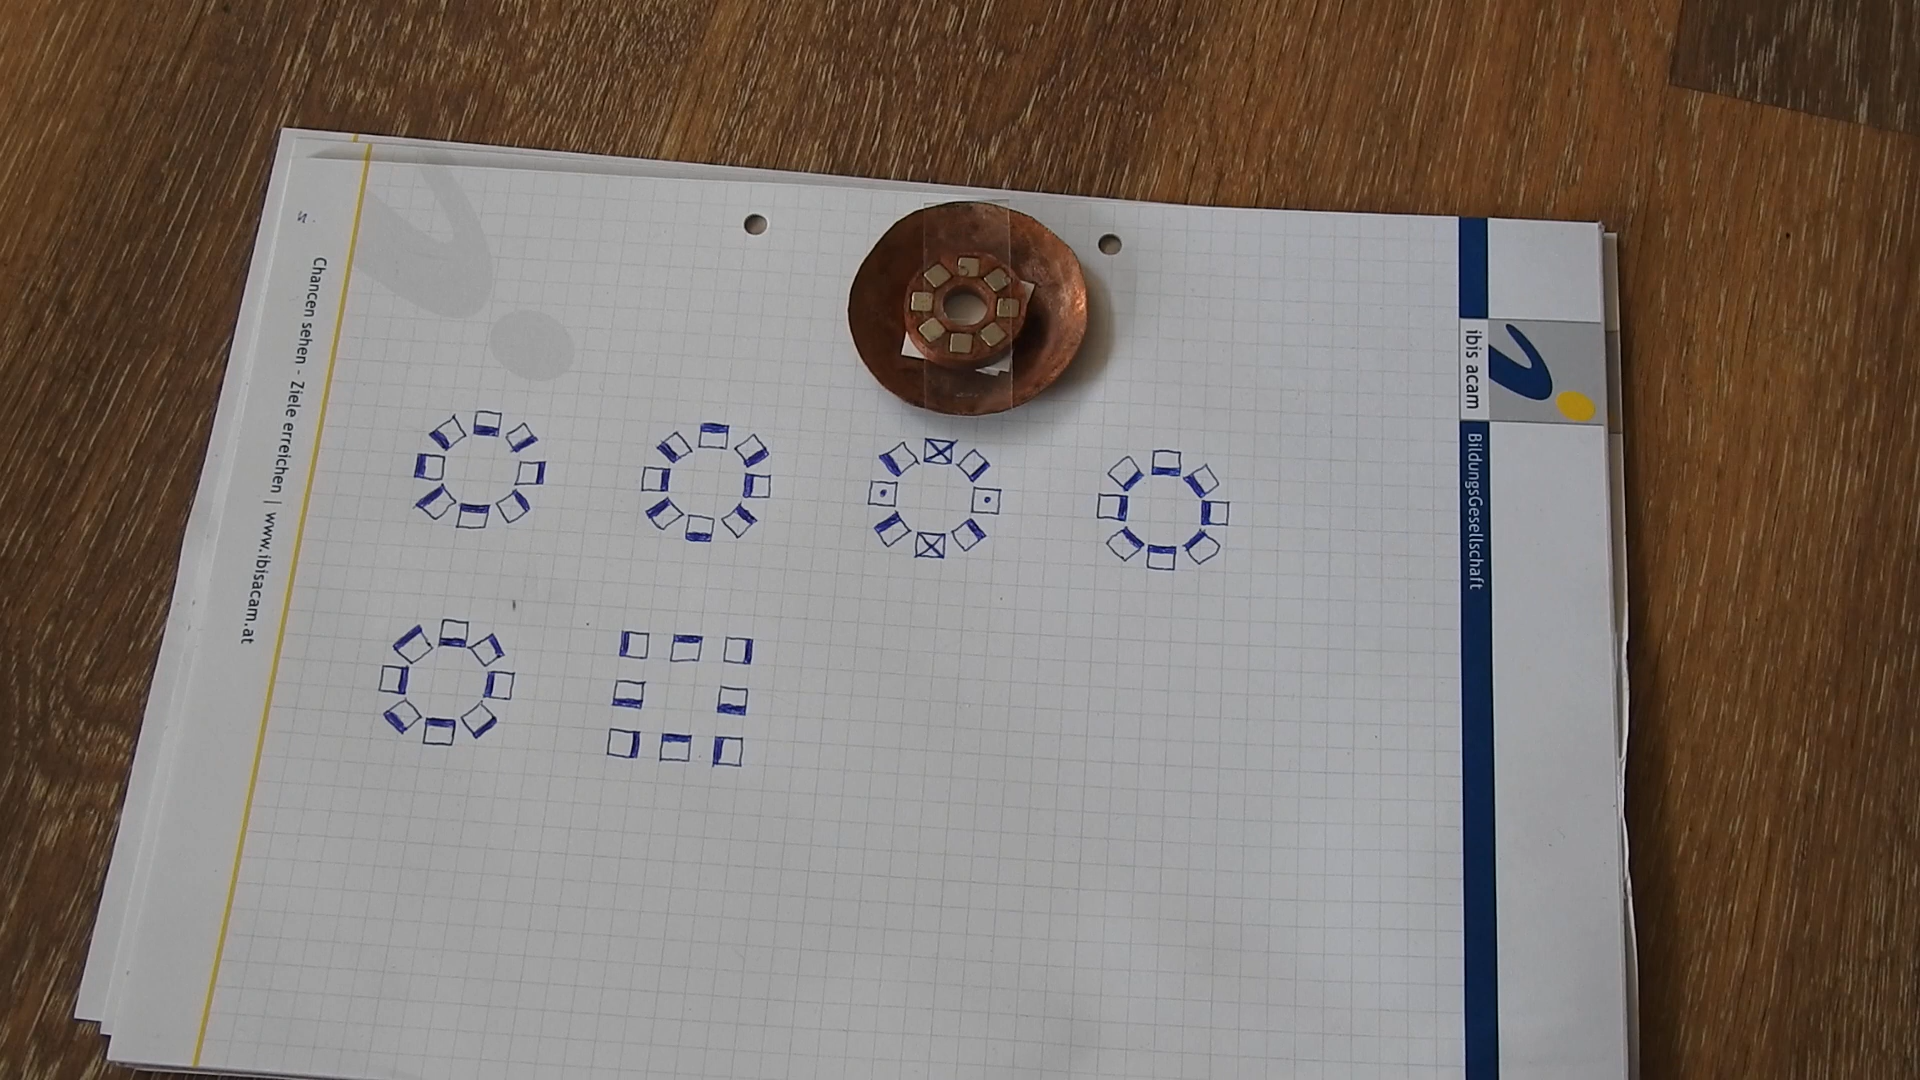 Chancen sehen - Ziele erreichen | www.ibisacam.at
ibis acam
BildungsGesellschaft